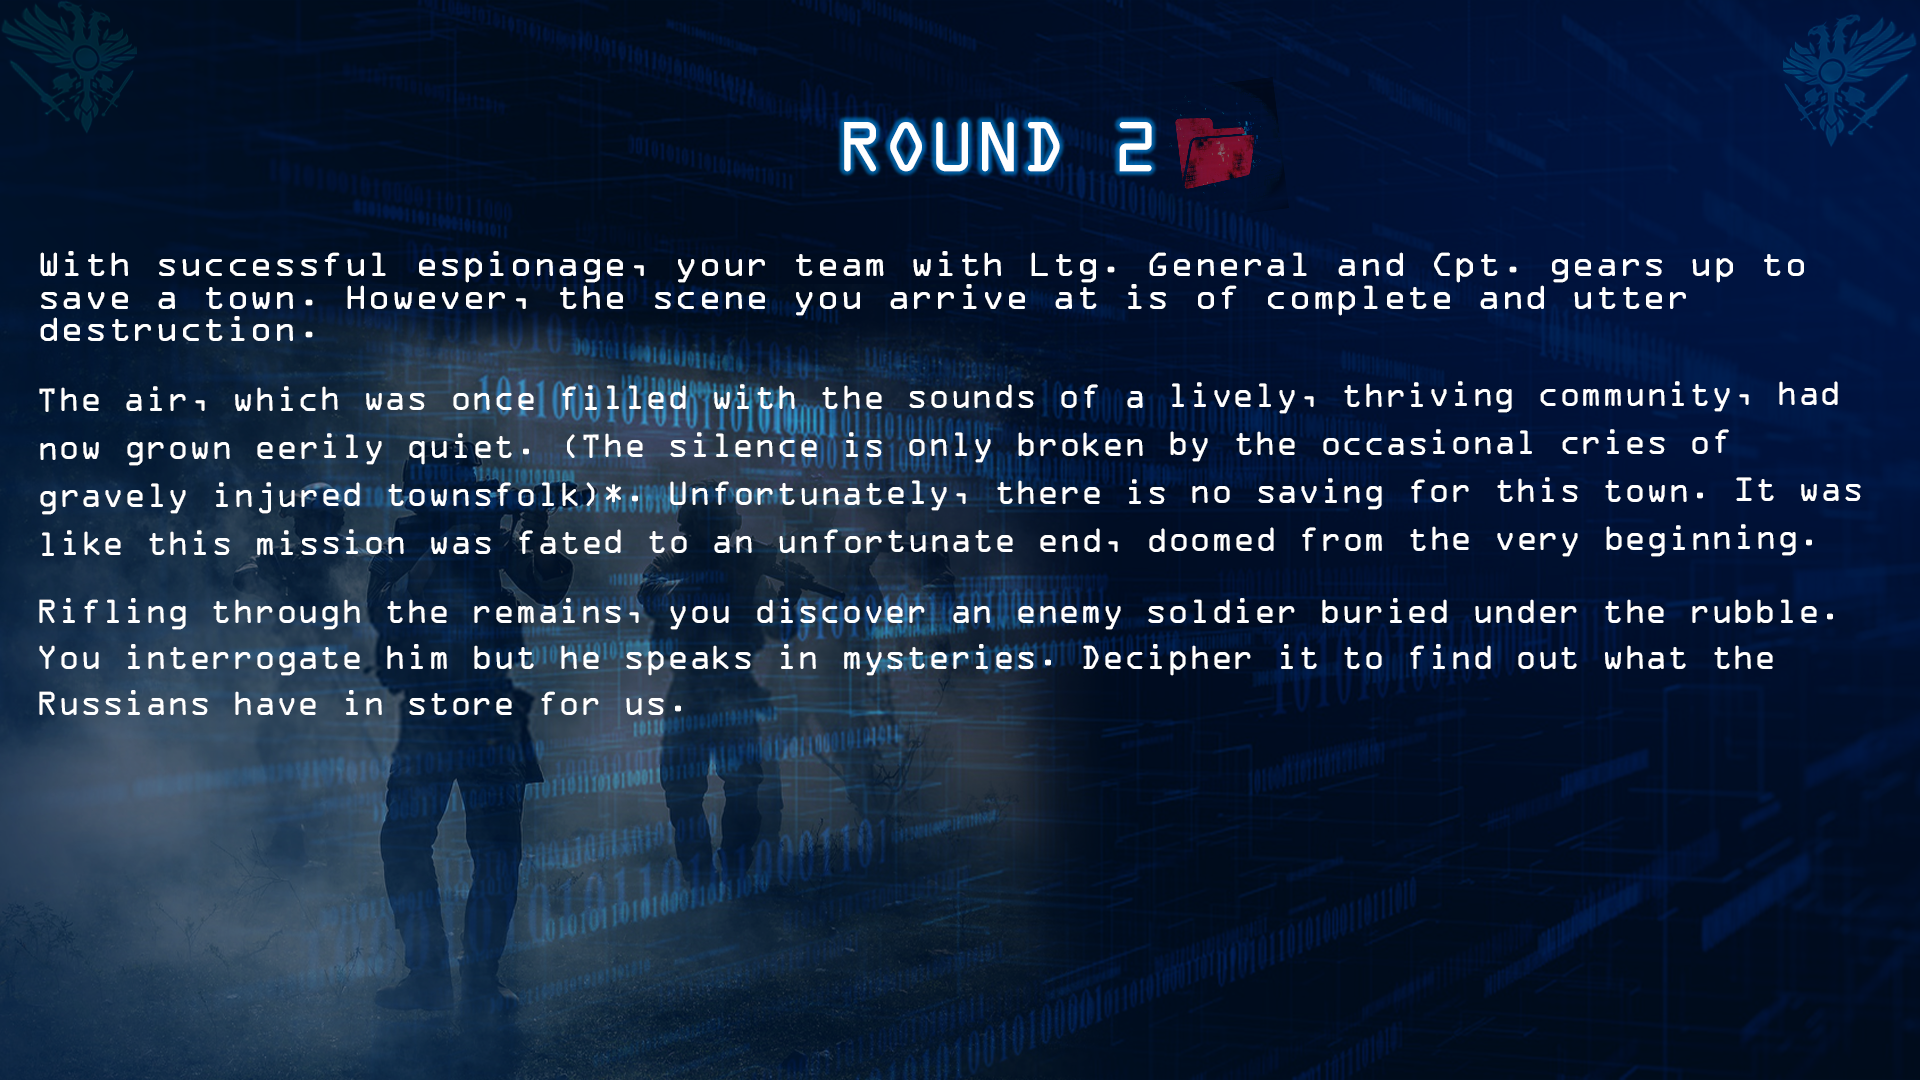 ROUND 2
With successful espionage, your team with Ltg. General and Cpt. gears up to
save a town. However, the scene you arrive at is of complete and utter
destruction.
The air, which was once filled with the sounds of a lively, thriving community, had
now grown eerily quiet. (The silence is only broken by the occasional cries of
gravely injured townsfolk)*. Unfortunately, there is no saving for this town. It was
like this mission was fated to an unfortunate end, doomed from the very beginning.
Rifling through the remains, you discover an enemy soldier buried under the rubble.
You interrogate him but he speaks in mysteries. Decipher it to find out what the
Russians have in store for us.